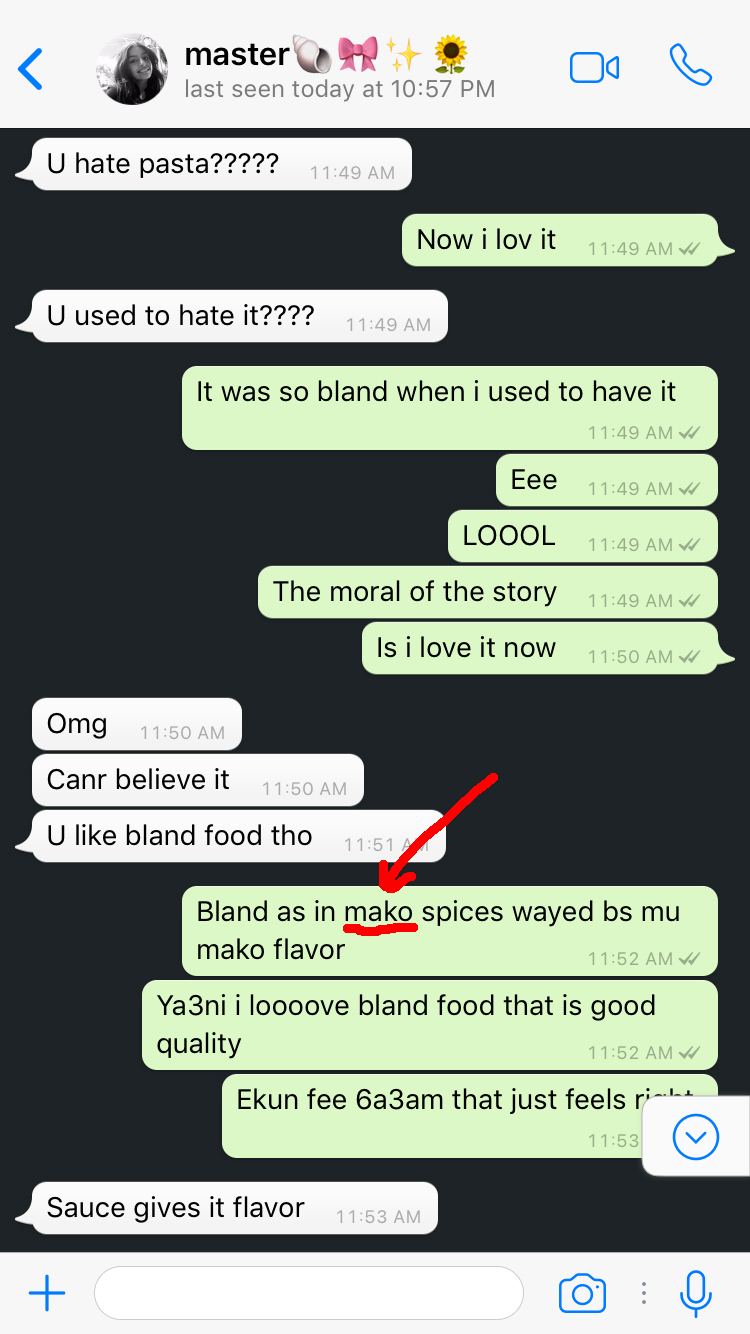 master🐚🎀✨🌻
last seen today at 10:57 PM
U hate pasta????? 11:49 AM
Now i lov it 11:49 AM
U used to hate it???? 11:49 AM
It was so bland when i used to have it
11:49 AM
Eee 11:49 AM
LOOOL 11:49 AM
The moral of the story 11:49 AM
Is i love it now 11:50 AM
Omg 11:50 AM
Canr believe it 11:50 AM
U like bland food tho 11:51 AM
Bland as in mako spices wayed bs mu
mako flavor 11:52 AM
Ya3ni i loooove bland food that is good
quality 11:52 AM
Ekun fee 6a3am that just feels right
11:53
Sauce gives it flavor 11:53 AM